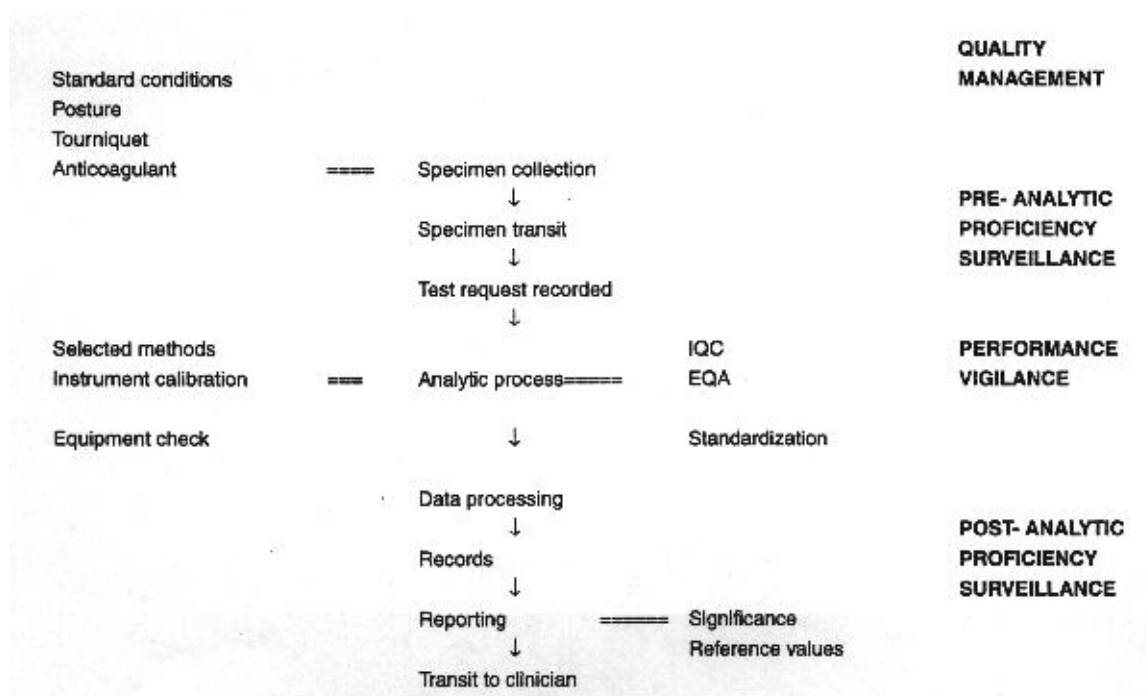 QUALITY
Standard conditions MANAGEMENT
Posture
Tourniquet
Anticoagulant ==== Specimen collection
↓ PRE- ANALYTIC
Specimen transit PROFICIENCY
↓ SURVEILLANCE
Test request recorded
↓
Selected methods IQC PERFORMANCE
Instrument calibration === Analytic process===== EQA VIGILANCE
Equipment check ↓ Standardization
Data processing
↓ POST- ANALYTIC
Records PROFICIENCY
↓ SURVEILLANCE
Reporting ====== Significance
↓ Reference values
Transit to clinician